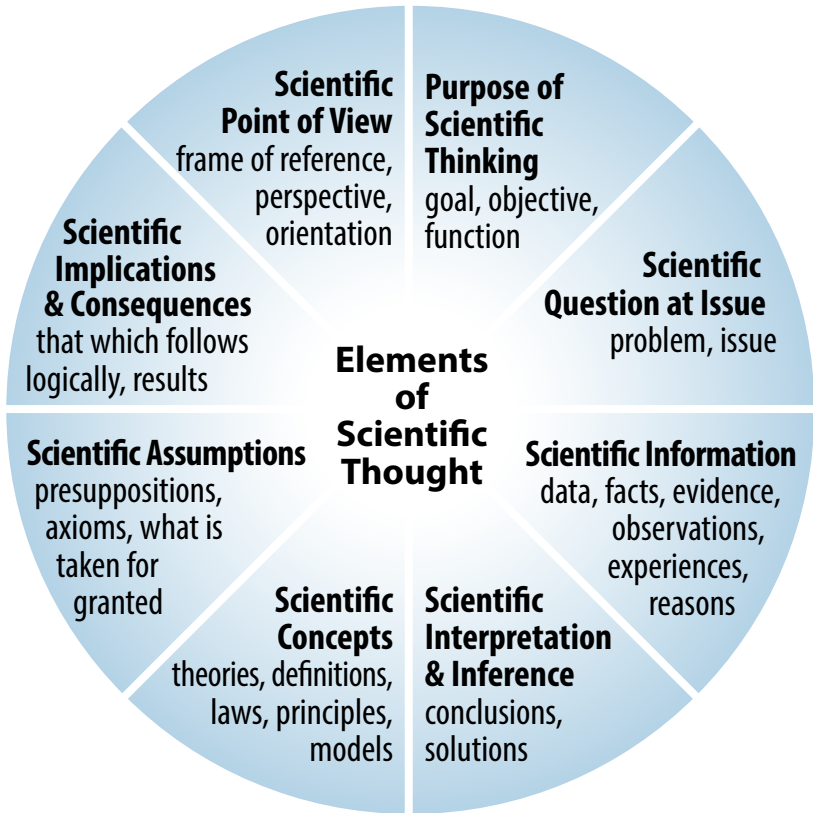 Elements
of
Scientific
Thought
Purpose of
Scientific
Thinking
goal, objective,
function
Scientific
Question at Issue
problem, issue
Scientific Information
data, facts, evidence,
observations,
experiences,
reasons
Scientific
Interpretation
& Inference
conclusions,
solutions
Scientific
Concepts
theories, definitions,
laws, principles,
models
Scientific Assumptions
presuppositions,
axioms, what is
taken for
granted
Scientific
Implications
& Consequences
that which follows
logically, results
Scientific
Point of View
frame of reference,
perspective,
orientation